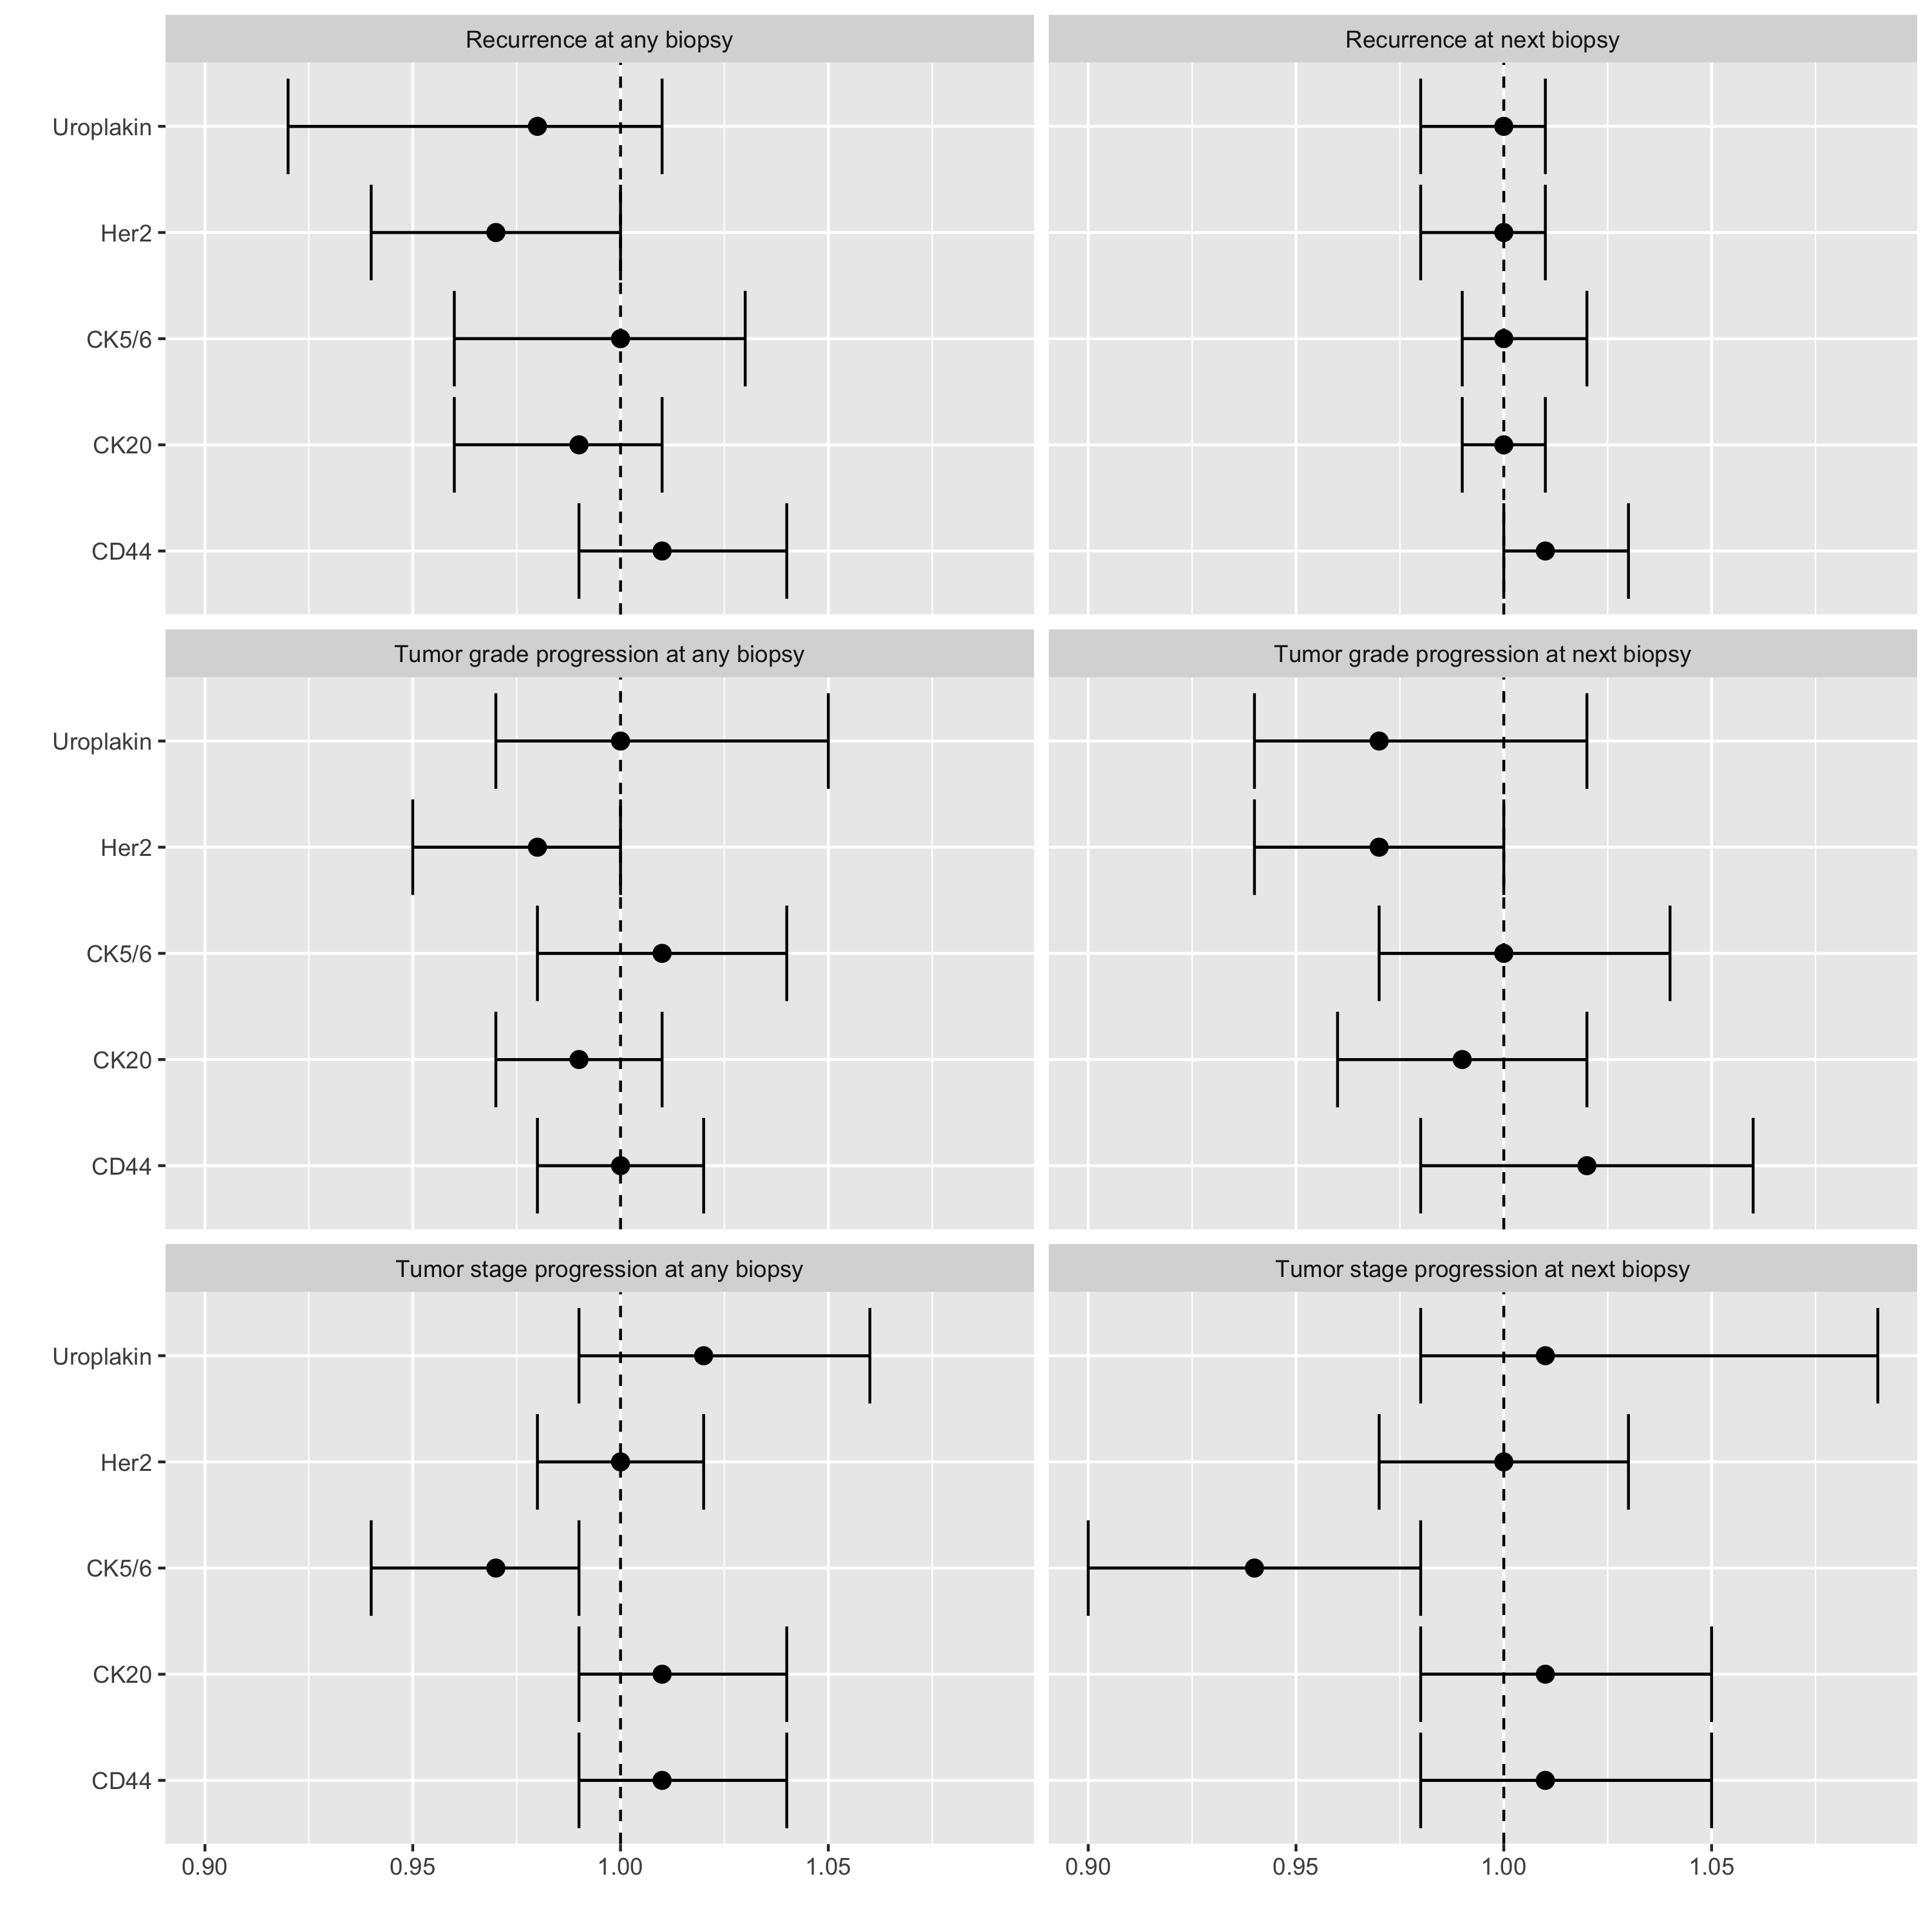 Recurrence at any biopsy
Recurrence at next biopsy
Uroplakin
Her2
CK5/6
CK20
CD44
Tumor grade progression at any biopsy
Tumor grade progression at next biopsy
Uroplakin
Her2
CK5/6
CK20
CD44
Tumor stage progression at any biopsy
Tumor stage progression at next biopsy
Uroplakin
Her2
CK5/6
CK20
CD44
0.90 0.95 1.00 1.05
0.90 0.95 1.00 1.05